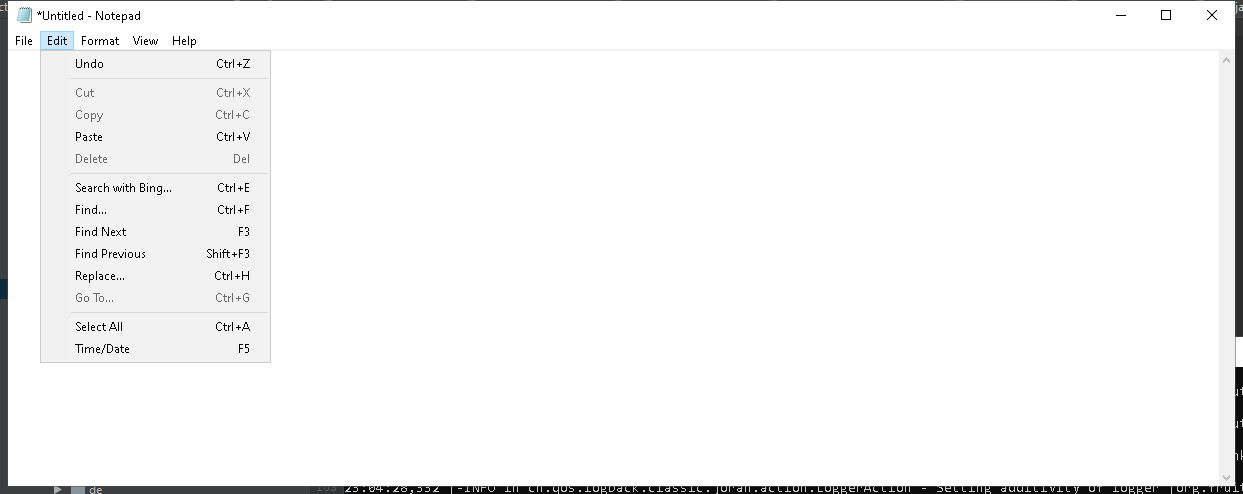 *Untitled - Notepad
File Edit Format View Help
Undo Ctrl+Z
Cut Ctrl+X
Copy Ctrl+C
Paste Ctrl+V
Delete Del
Search with Bing... Ctrl+E
Find... Ctrl+F
Find Next F3
Find Previous Shift+F3
Replace... Ctrl+H
Go To... Ctrl+G
Select All Ctrl+A
Time/Date F5
de 23:04:28,332 |-INFO in ch.qos.logback.classic.joran.action.LoggerAction - Setting additivity of logger